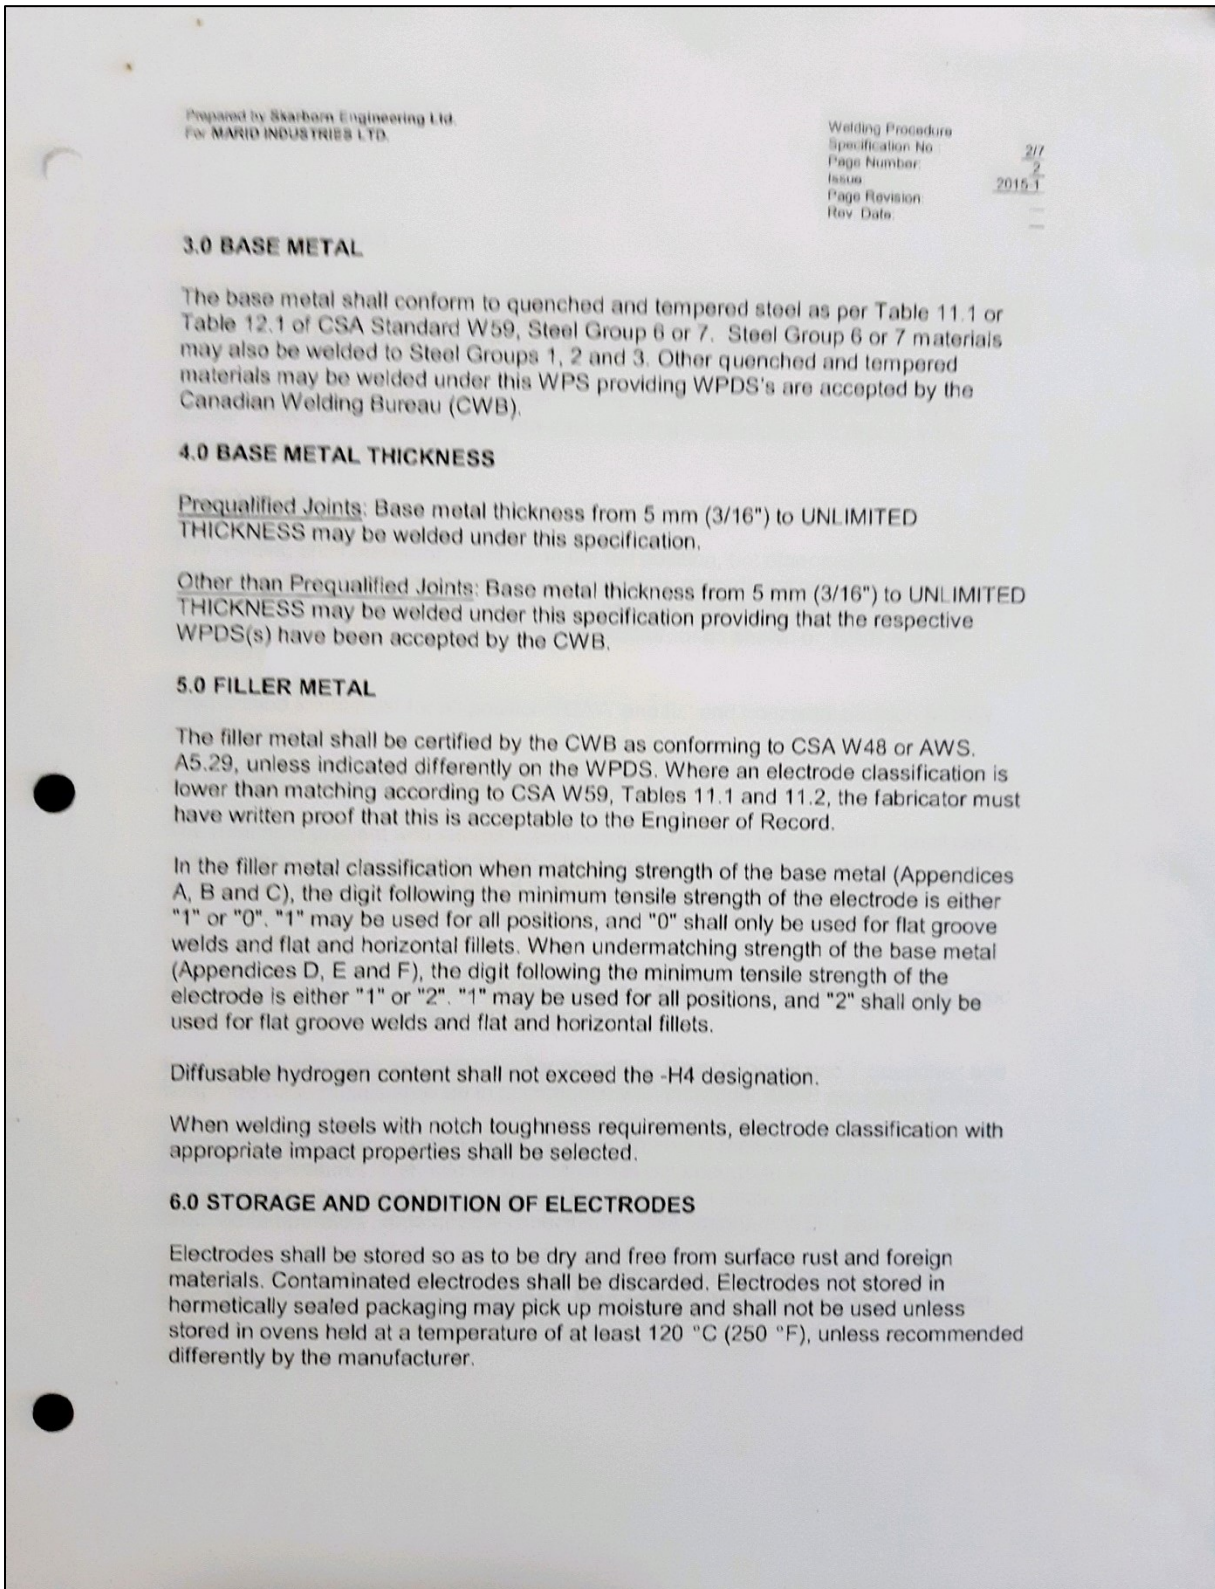 Prepared by Skarborn Engineering Ltd.
For MARID INDUSTRIES LTD.
Welding Procedure
Specification No.: 2/7
Page Number: 2
Issue 2015-1
Page Revision:
Rev. Date:
3.0 BASE METAL
The base metal shall conform to quenched and tempered steel as per Table 11.1 or
Table 12.1 of CSA Standard W59, Steel Group 6 or 7. Steel Group 6 or 7 materials
may also be welded to Steel Groups 1, 2 and 3. Other quenched and tempered
materials may be welded under this WPS providing WPDS's are accepted by the
Canadian Welding Bureau (CWB).
4.0 BASE METAL THICKNESS
Prequalified Joints: Base metal thickness from 5 mm (3/16") to UNLIMITED
THICKNESS may be welded under this specification.
Other than Prequalified Joints: Base metal thickness from 5 mm (3/16") to UNLIMITED
THICKNESS may be welded under this specification providing that the respective
WPDS(s) have been accepted by the CWB.
5.0 FILLER METAL
The filler metal shall be certified by the CWB as conforming to CSA W48 or AWS.
A5.29, unless indicated differently on the WPDS. Where an electrode classification is
lower than matching according to CSA W59, Tables 11.1 and 11.2, the fabricator must
have written proof that this is acceptable to the Engineer of Record.
In the filler metal classification when matching strength of the base metal (Appendices
A, B and C), the digit following the minimum tensile strength of the electrode is either
"1" or "0". "1" may be used for all positions, and "0" shall only be used for flat groove
welds and flat and horizontal fillets. When undermatching strength of the base metal
(Appendices D, E and F), the digit following the minimum tensile strength of the
electrode is either "1" or "2". "1" may be used for all positions, and "2" shall only be
used for flat groove welds and flat and horizontal fillets.
Diffusable hydrogen content shall not exceed the -H4 designation.
When welding steels with notch toughness requirements, electrode classification with
appropriate impact properties shall be selected.
6.0 STORAGE AND CONDITION OF ELECTRODES
Electrodes shall be stored so as to be dry and free from surface rust and foreign
materials. Contaminated electrodes shall be discarded. Electrodes not stored in
hermetically sealed packaging may pick up moisture and shall not be used unless
stored in ovens held at a temperature of at least 120 °C (250 °F), unless recommended
differently by the manufacturer.